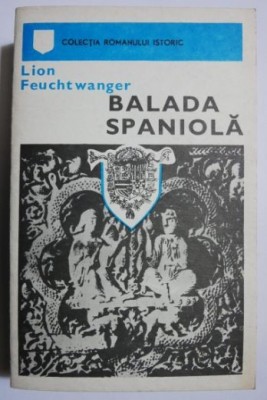 COLECȚIA ROMANULUI ISTORIC
Lion
Feuchtwanger
BALADA
SPANIOLĂ